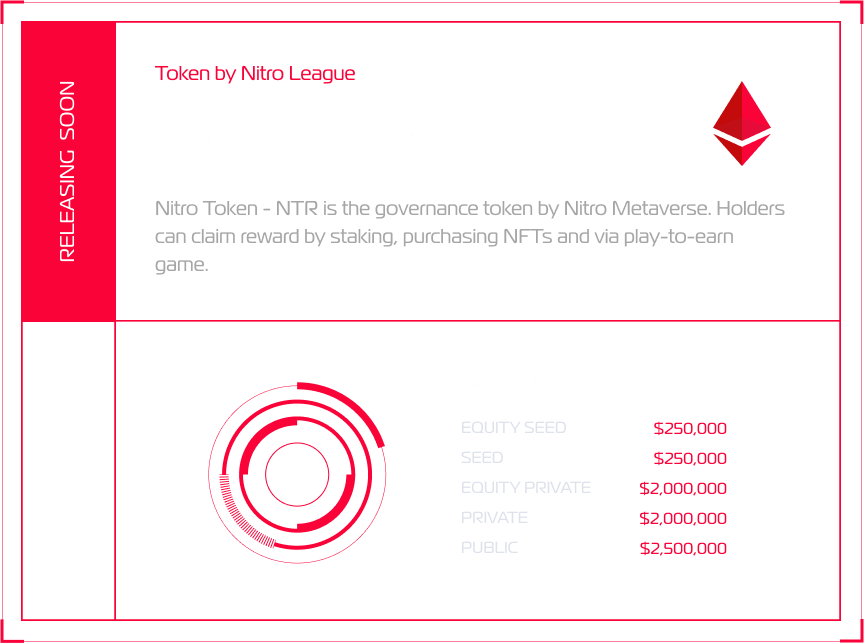 RELEASING SOON
Token by Nitro League
Nitro Token - NTR is the governance token by Nitro Metaverse. Holders
can claim reward by staking, purchasing NFTs and via play-to-earn
game.
EQUITY SEED $250,000
SEED $250,000
EQUITY PRIVATE $2,000,000
PRIVATE $2,000,000
PUBLIC $2,500,000